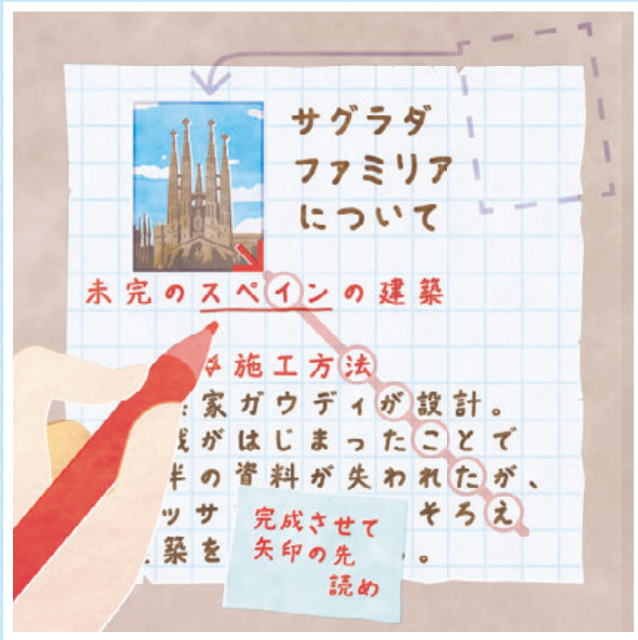 サグラダ
ファミリア
について
未完のスペインの建築
施工方法
家ガウディが設計。
がはじまったことで
半の資料が失われたが、
ッサ
そろえ
築を
。
完成させて
矢印の先
読め